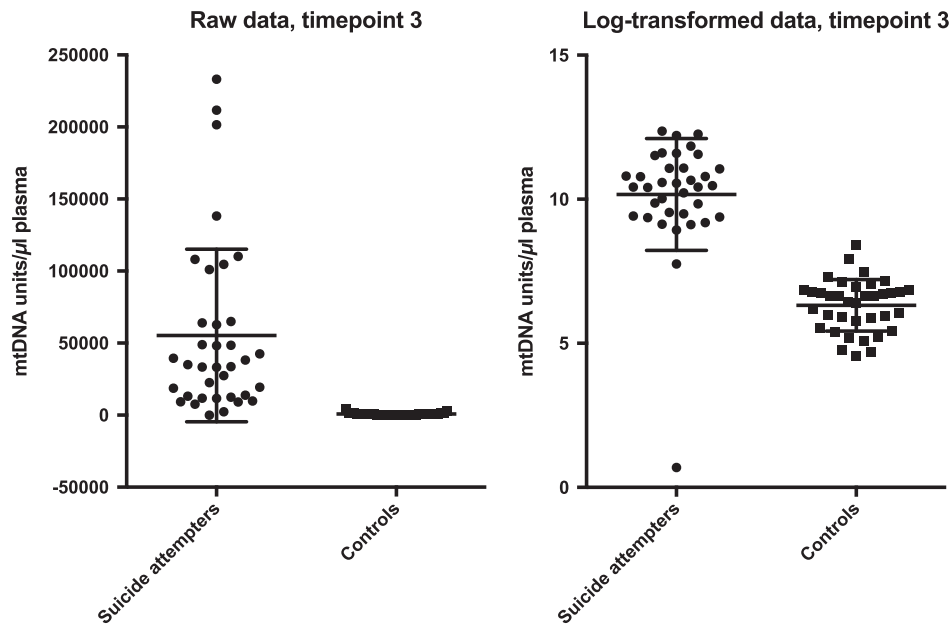 Raw data, timepoint 3
250000
200000
150000
100000
50000
0
-50000
mtDNA units/µl plasma
Suicide attempters
Controls
Log-transformed data, timepoint 3
15
10
5
0
mtDNA units/µl plasma
Suicide attempters
Controls